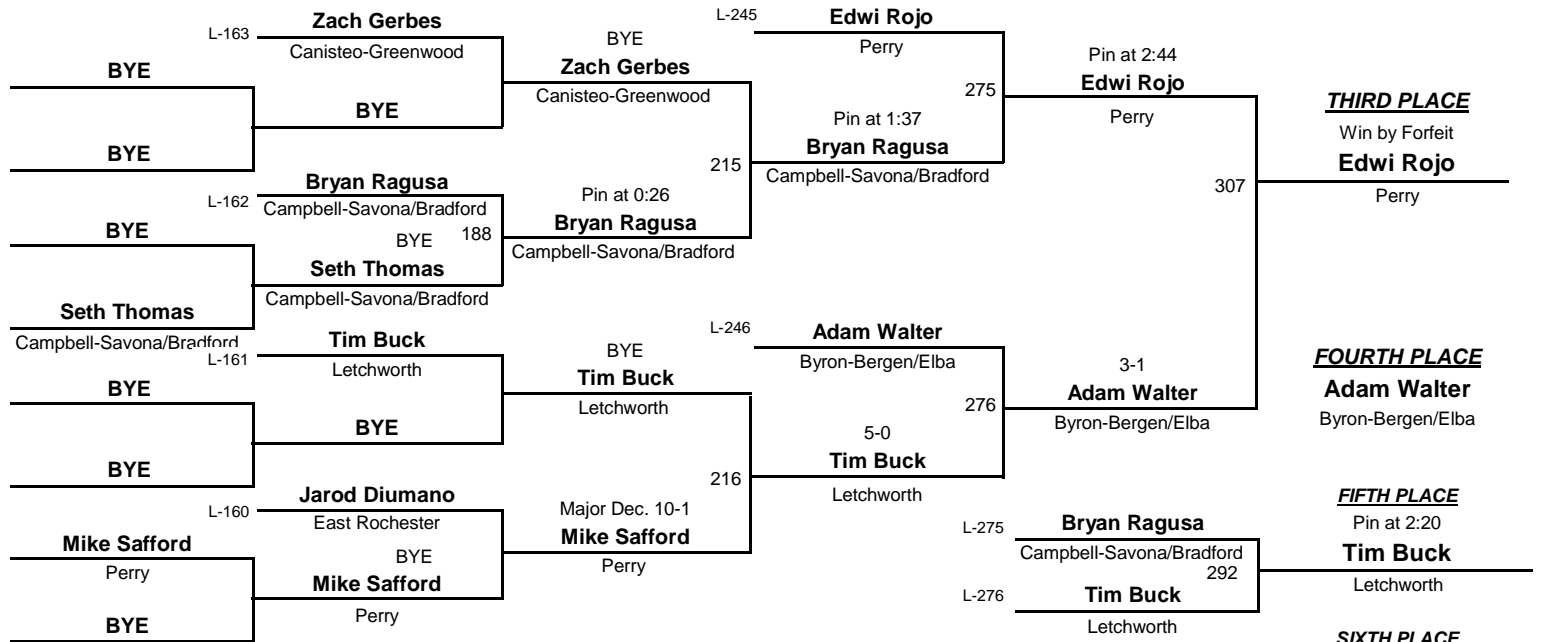 Zach Gerbes
L-163
Canisteo-Greenwood
BYE
BYE
BYE
BYE
Zach Gerbes
Canisteo-Greenwood
Bryan Ragusa
L-162
Campbell-Savona/Bradford
BYE
BYE
188
Seth Thomas
Campbell-Savona/Bradford
Seth Thomas
Campbell-Savona/Bradford
Pin at 0:26
Bryan Ragusa
Campbell-Savona/Bradford
215
L-245
Edwi Rojo
Perry
Pin at 1:37
Bryan Ragusa
Campbell-Savona/Bradford
275
Pin at 2:44
Edwi Rojo
Perry
L-161
Tim Buck
Letchworth
BYE
BYE
BYE
BYE
Tim Buck
Letchworth
L-160
Jarod Diumano
East Rochester
Mike Safford
Perry
BYE
BYE
Mike Safford
Perry
Major Dec. 10-1
Mike Safford
Perry
216
L-246
Adam Walter
Byron-Bergen/Elba
5-0
Tim Buck
Letchworth
276
3-1
Adam Walter
Byron-Bergen/Elba
307
THIRD PLACE
Win by Forfeit
Edwi Rojo
Perry
FOURTH PLACE
Adam Walter
Byron-Bergen/Elba
L-275
Bryan Ragusa
Campbell-Savona/Bradford
292
L-276
Tim Buck
Letchworth
FIFTH PLACE
Pin at 2:20
Tim Buck
Letchworth
SIXTH PLACE